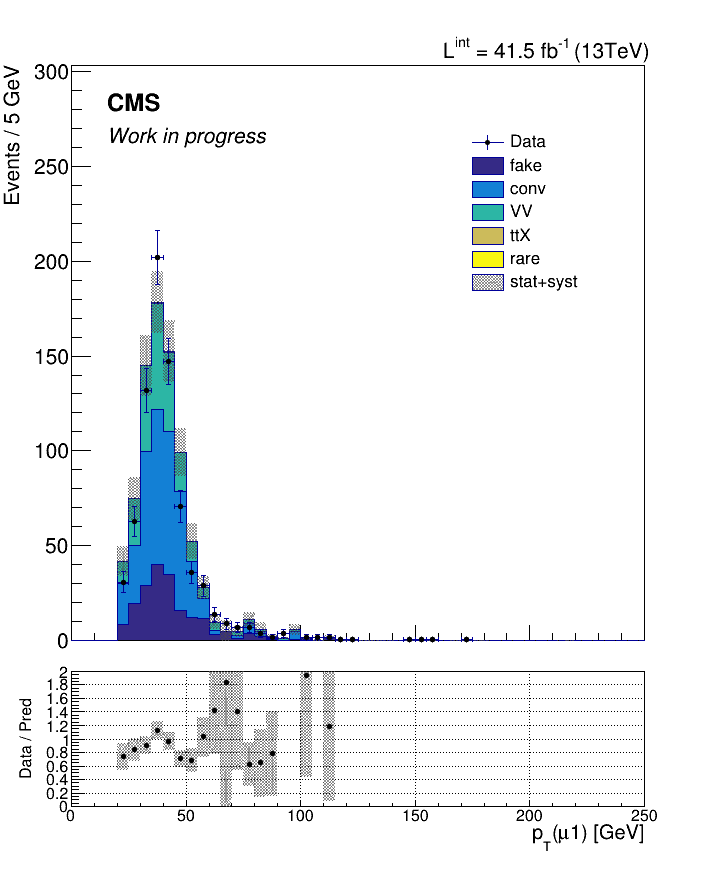 L^int = 41.5 fb^-1 (13TeV)
Events / 5 GeV
300
250
200
150
100
50
0
CMS
Work in progress
Data
fake
conv
VV
ttX
rare
stat+syst
Data / Pred
2
1.8
1.6
1.4
1.2
1
0.8
0.6
0.4
0.2
0
0 50 100 150 200 250
p_T(μ1) [GeV]